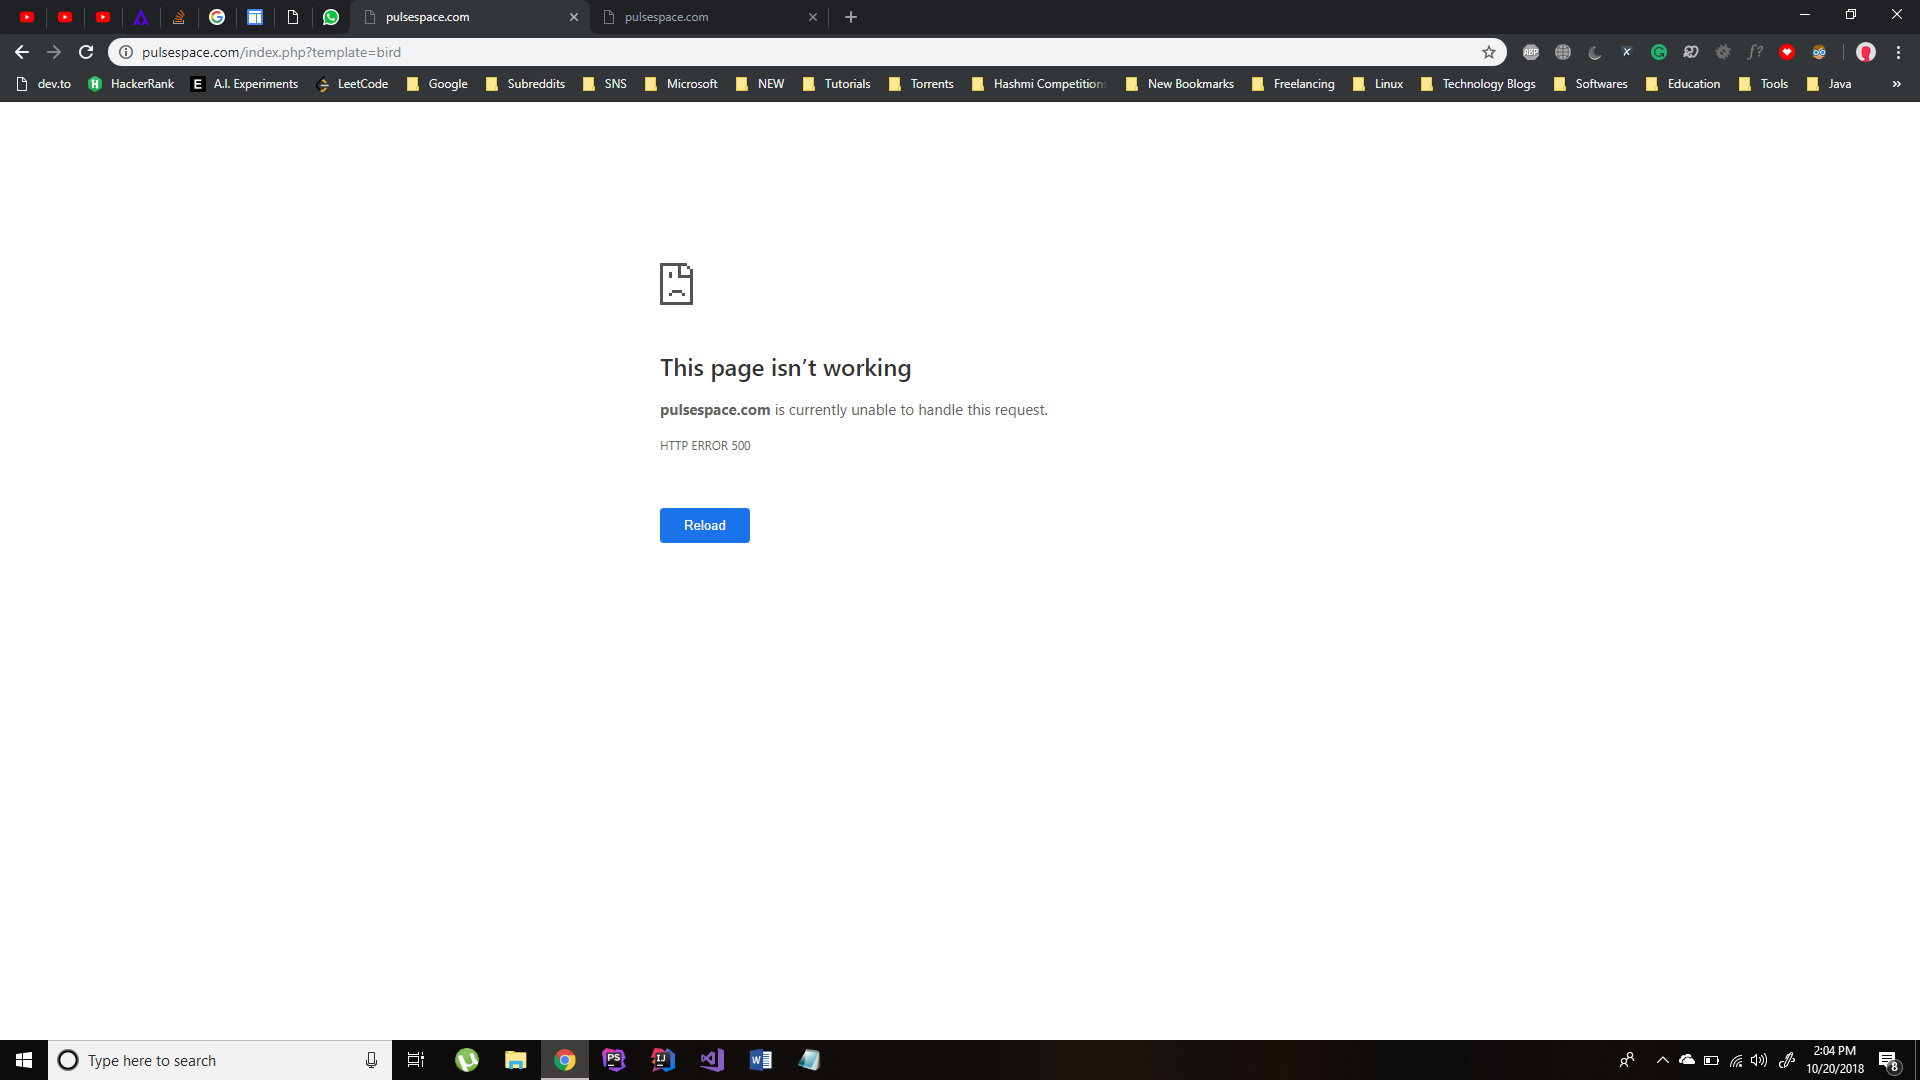 pulsespace.com
pulsespace.com
pulsespace.com/index.php?template=bird
ABP
dev.to HackerRank A.I. Experiments LeetCode Google Subreddits SNS Microsoft NEW Tutorials Torrents Hashmi Competitions New Bookmarks Freelancing Linux Technology Blogs Softwares Education Tools Java »
This page isn’t working
pulsespace.com is currently unable to handle this request.
HTTP ERROR 500
Reload
Type here to search
2:04 PM
10/20/2018
8